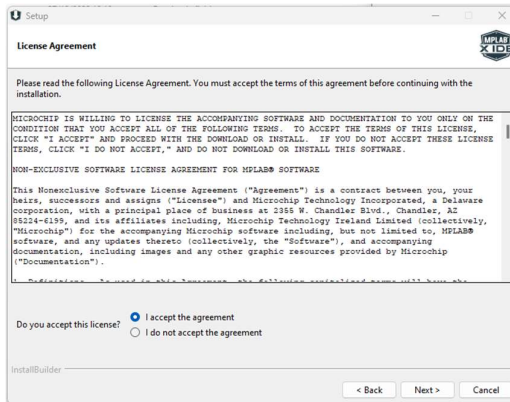 Setup
License Agreement
MPLAB
X IDE
Please read the following License Agreement. You must accept the terms of this agreement before continuing with the
installation.
MICROCHIP IS WILLING TO LICENSE THE ACCOMPANYING SOFTWARE AND DOCUMENTATION TO YOU ONLY ON THE
CONDITION THAT YOU ACCEPT ALL OF THE FOLLOWING TERMS. TO ACCEPT THE TERMS OF THIS LICENSE,
CLICK "I ACCEPT" AND PROCEED WITH THE DOWNLOAD OR INSTALL. IF YOU DO NOT ACCEPT THESE LICENSE
TERMS, CLICK "I DO NOT ACCEPT," AND DO NOT DOWNLOAD OR INSTALL THIS SOFTWARE.
NON-EXCLUSIVE SOFTWARE LICENSE AGREEMENT FOR MPLAB® SOFTWARE
This Nonexclusive Software License Agreement ("Agreement") is a contract between you, your
heirs, successors and assigns ("Licensee") and Microchip Technology Incorporated, a Delaware
corporation, with a principal place of business at 2355 W. Chandler Blvd., Chandler, AZ
85224-6199, and its affiliates including, Microchip Technology Ireland Limited (collectively,
"Microchip") for the accompanying Microchip software including, but not limited to, MPLAB®
software, and any updates thereto (collectively, the "Software"), and accompanying
documentation, including images and any other graphic resources provided by Microchip
("Documentation").
Do you accept this license?
I accept the agreement
I do not accept the agreement
InstallBuilder
< Back
Next >
Cancel